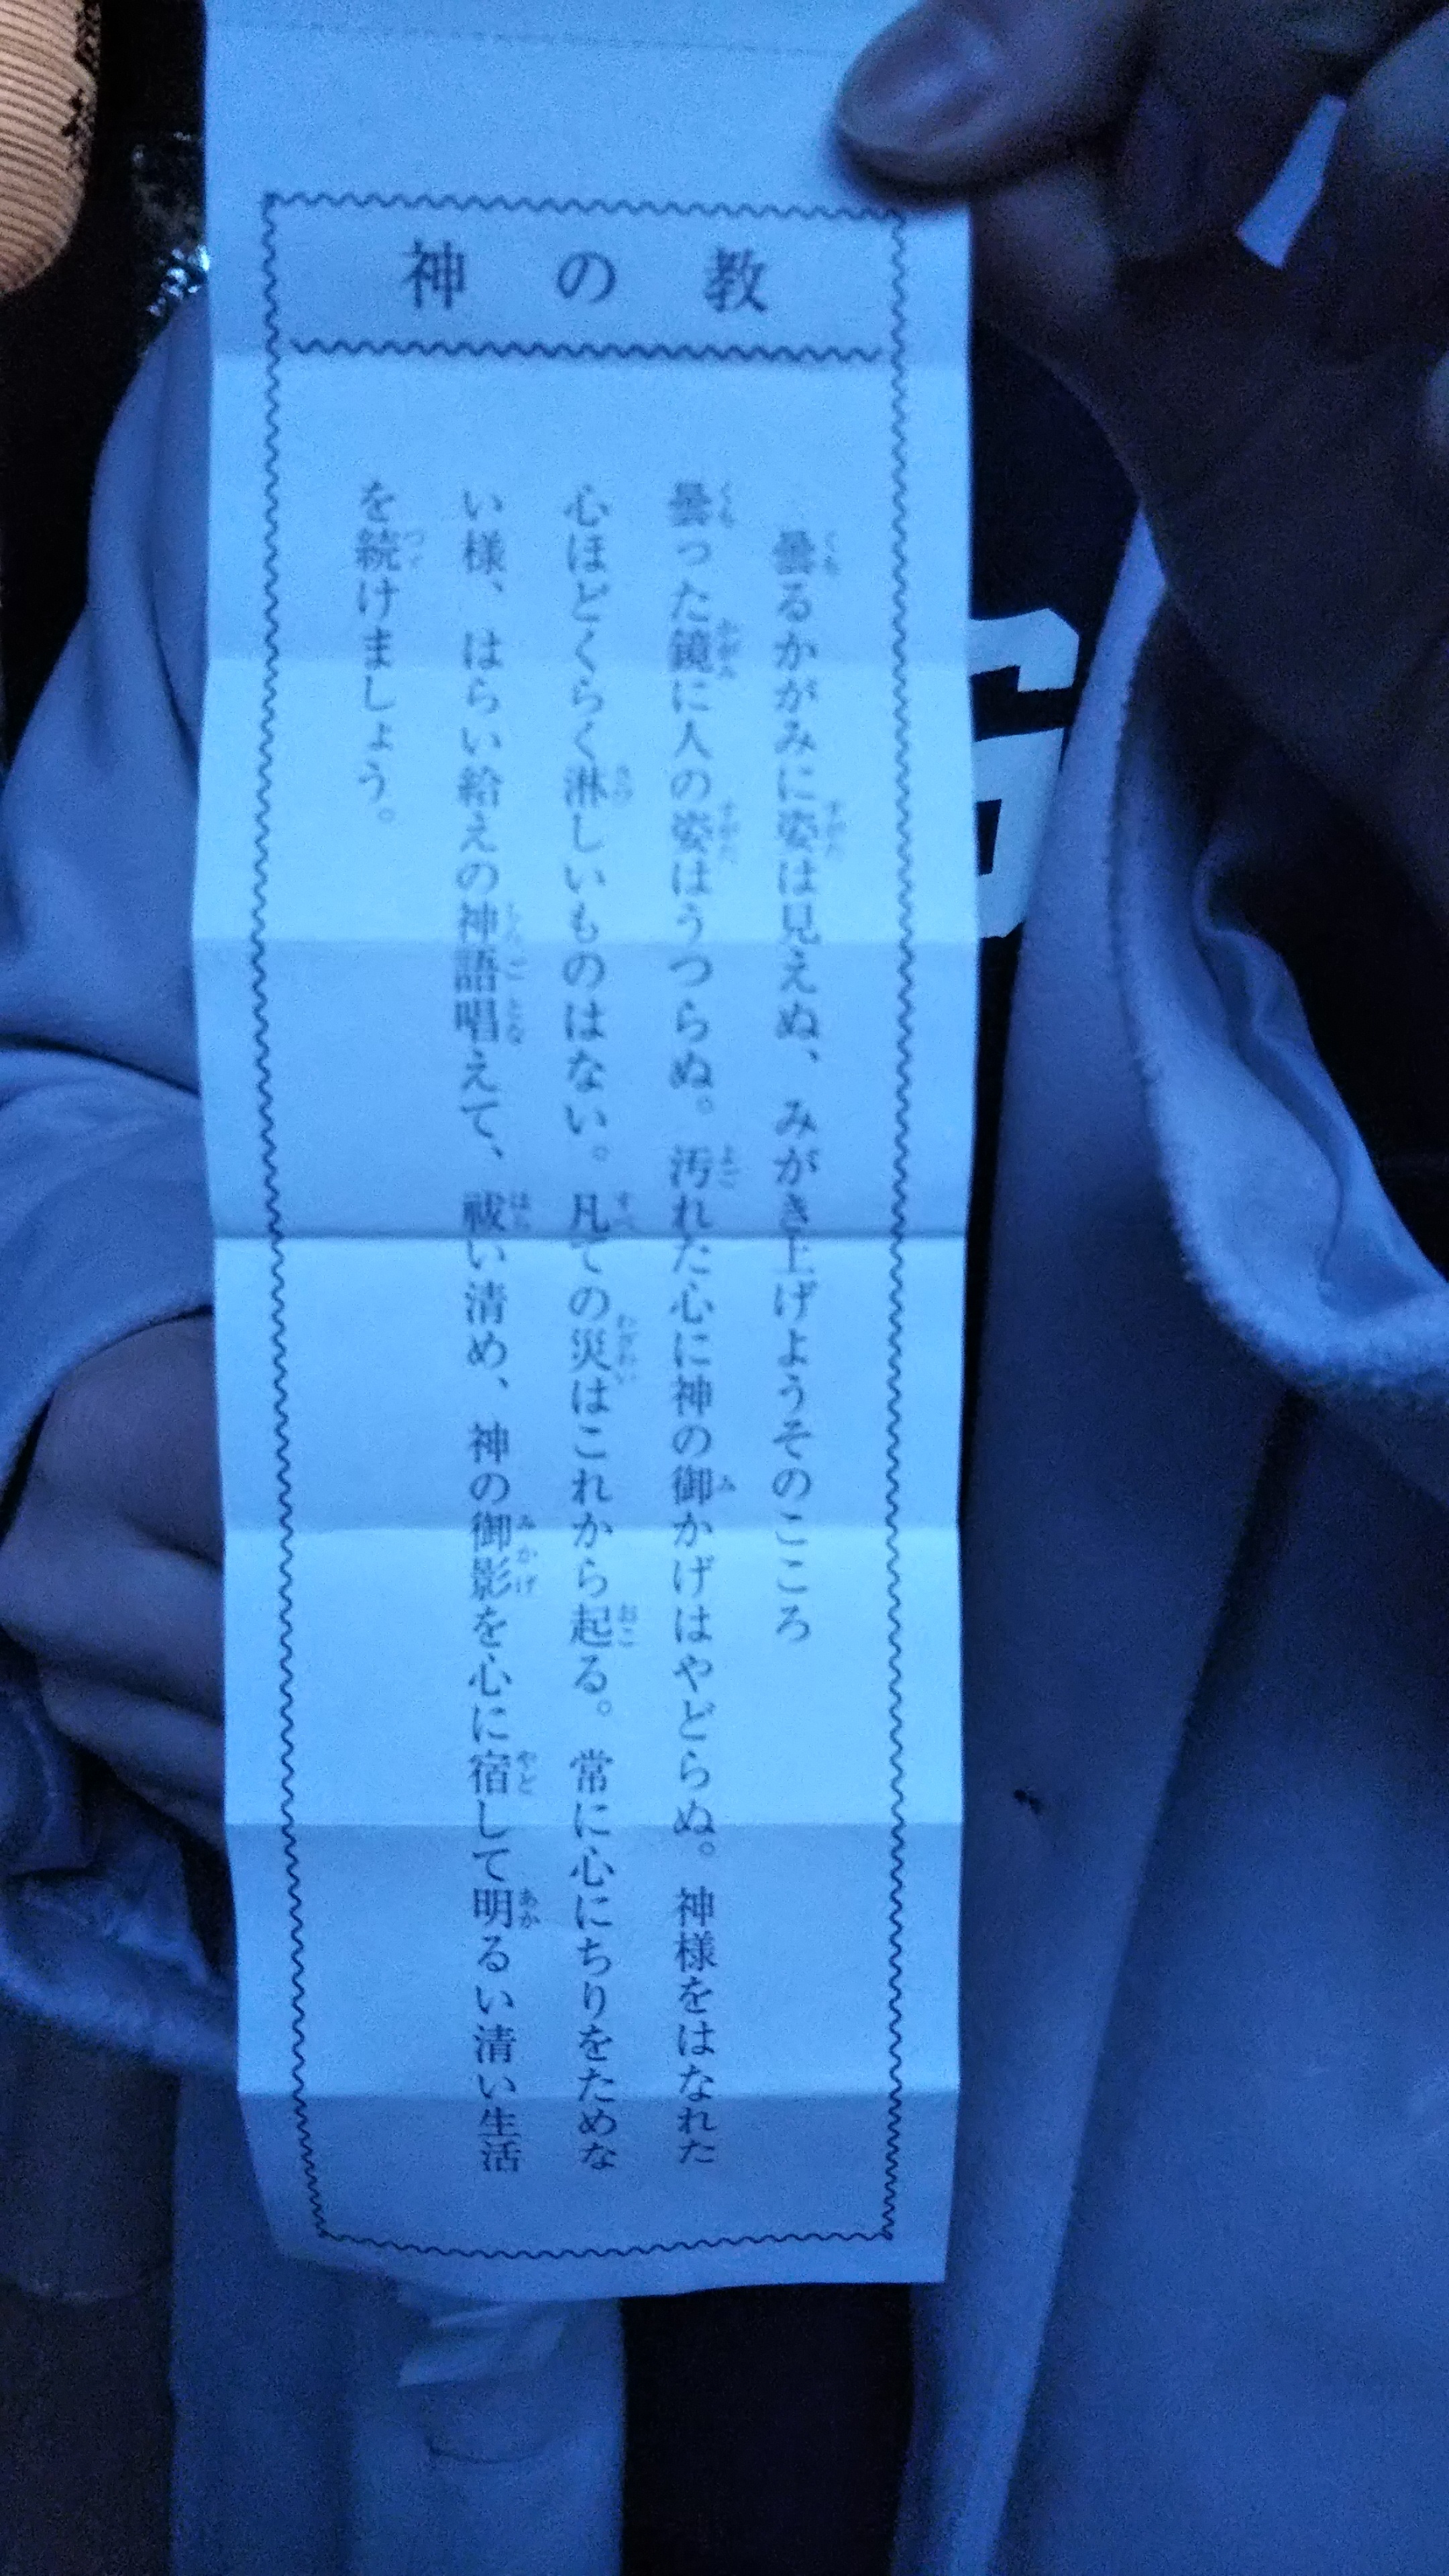 神の教
曇るかがみに姿は見えぬ、みがき上げようそのこころ
曇った鏡に人の姿はうつらぬ。汚れた心に神の御かげはやどらぬ。神様をはなれた
心ほどくらく淋しいものはない。凡ての災はこれから起る。常に心にちりをためな
い様、はらい給えの神語唱えて、祓い清め、神の御影を心に宿して明るい清い生活
を続けましょう。